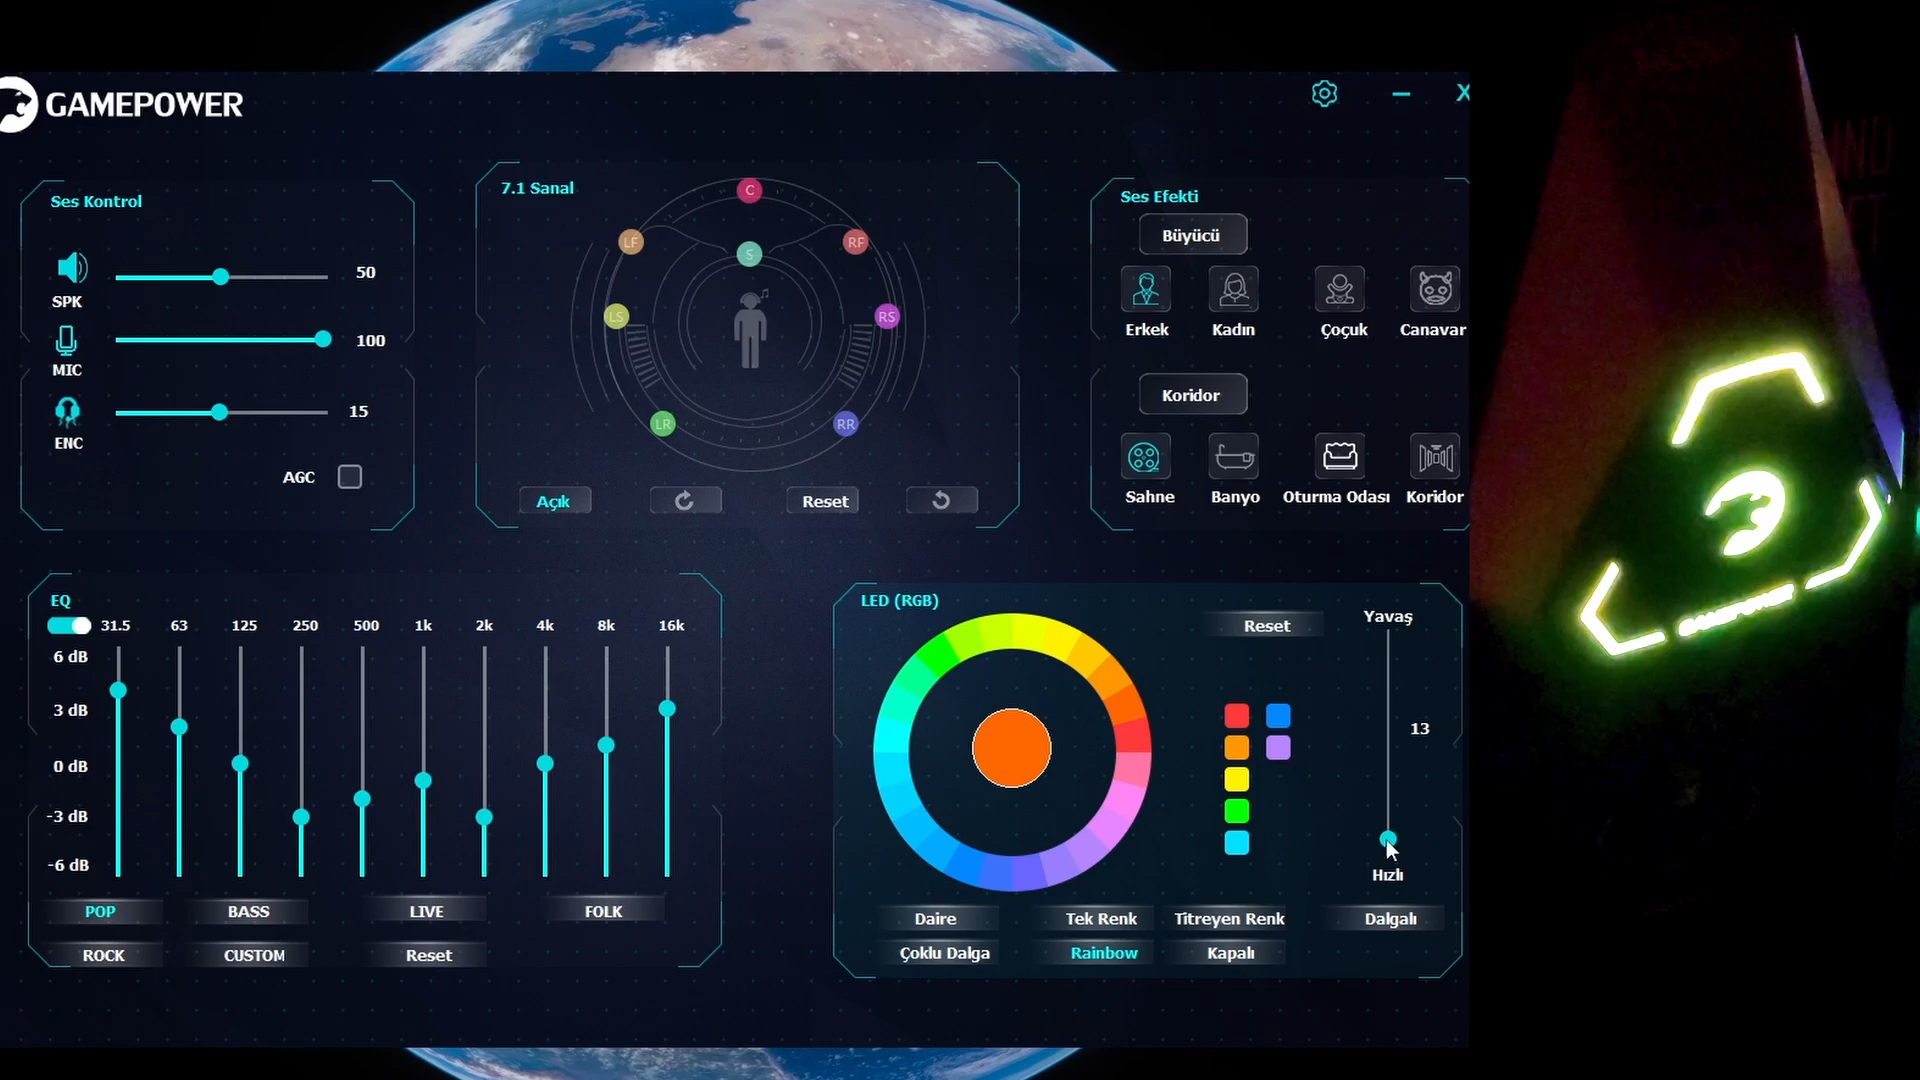 GAMEPOWER
X
Ses Kontrol
SPK
50
MIC
100
ENC
15
AGC
7.1 Sanal
C
LF
RF
S
LS
RS
LR
RR
Açık
Reset
Ses Efekti
Büyücü
Erkek
Kadın
Çoçuk
Canavar
Koridor
Sahne
Banyo
Oturma Odası
Koridor
EQ
31.5 63 125 250 500 1k 2k 4k 8k 16k
6 dB
3 dB
0 dB
-3 dB
-6 dB
POP
BASS
LIVE
FOLK
ROCK
CUSTOM
Reset
LED (RGB)
Reset
Yavaş
13
Hızlı
Daire
Tek Renk
Titreyen Renk
Dalgalı
Çoklu Dalga
Rainbow
Kapalı